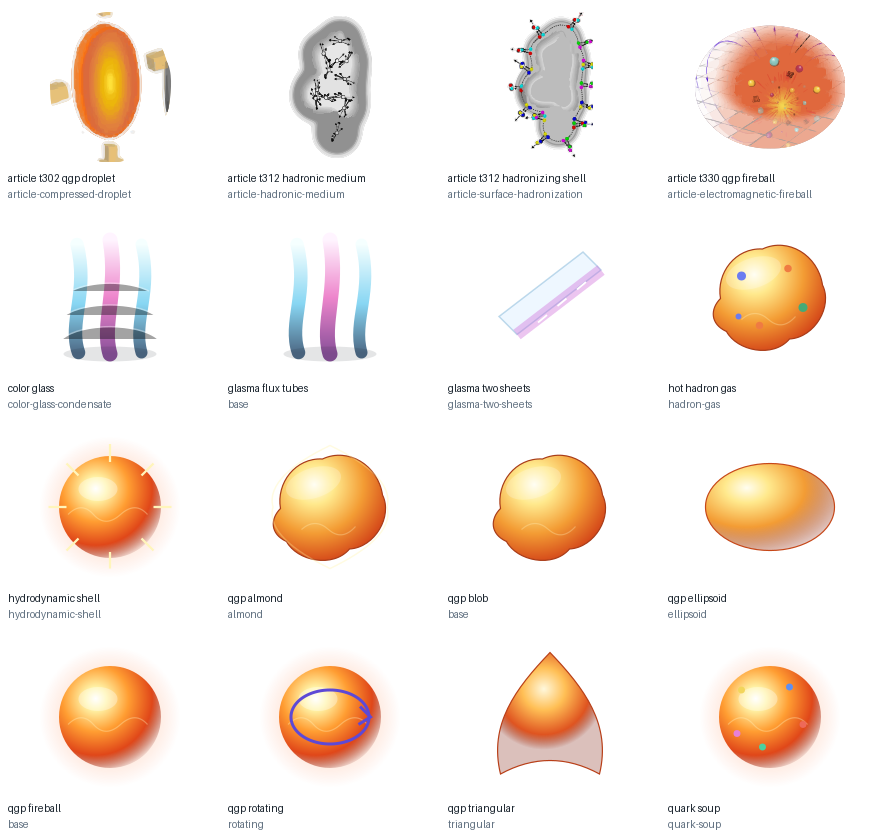 article t302 qgp droplet
article-compressed-droplet
article t312 hadronic medium
article-hadronic-medium
article t312 hadronizing shell
article-surface-hadronization
article t330 qgp fireball
article-electromagnetic-fireball
color glass
color-glass-condensate
glasma flux tubes
base
glasma two sheets
glasma-two-sheets
hot hadron gas
hadron-gas
hydrodynamic shell
hydrodynamic-shell
qgp almond
almond
qgp blob
base
qgp ellipsoid
ellipsoid
qgp fireball
base
qgp rotating
rotating
qgp triangular
triangular
quark soup
quark-soup